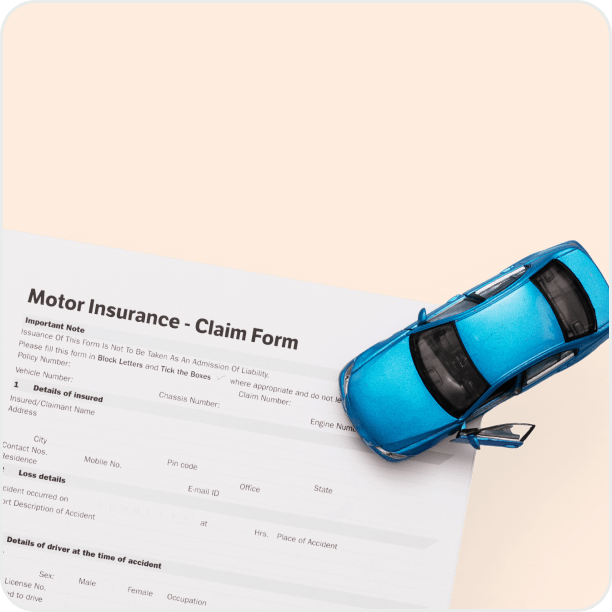 Motor Insurance - Claim Form
Important Note
Issuance Of This Form Is Not To Be Taken As An Admission Of Liability.
Please fill this form in Block Letters and Tick the Boxes ✓ where appropriate and do not
Policy Number: Claim Number:
Vehicle Number: Chassis Number: Engine
1 Details of insured
Insured/Claimant Name
Address
City Pin code State
Contact Nos.
Residence Mobile No. E-mail ID Office
Loss details
occurred on at Hrs. Place of Accident
Description of Accident
Details of driver at the time of accident
Sex: Male Female Occupation
License No.
to drive